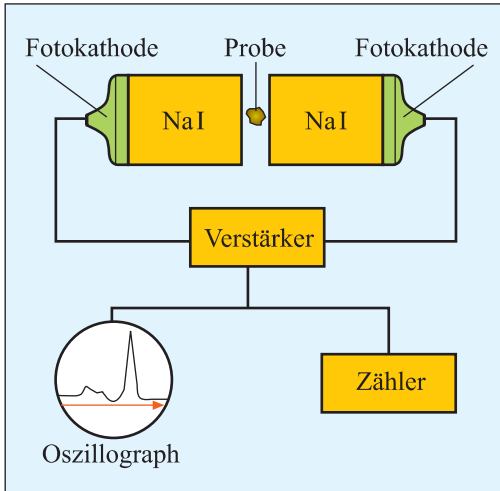 Fotokathode
Probe
Fotokathode
NaI
NaI
Verstärker
Zähler
Oszillograph